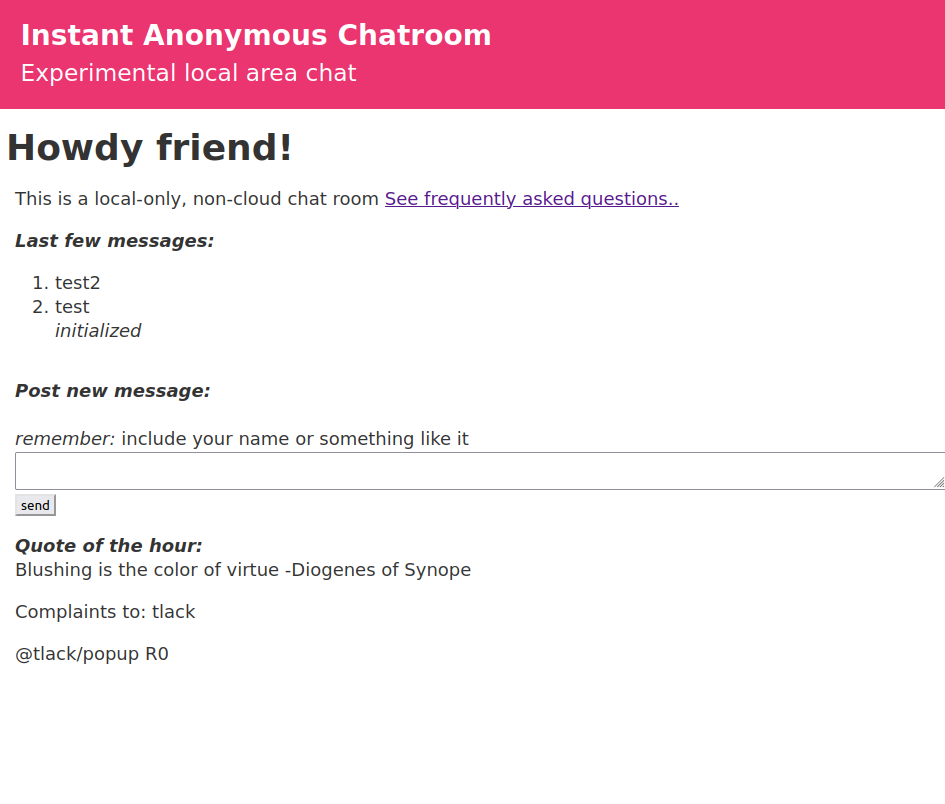 Instant Anonymous Chatroom
Experimental local area chat
Howdy friend!
This is a local-only, non-cloud chat room See frequently asked questions..
Last few messages:
1. test2
2. test
initialized
Post new message:
remember: include your name or something like it
send
Quote of the hour:
Blushing is the color of virtue -Diogenes of Synope
Complaints to: tlack
@tlack/popup R0